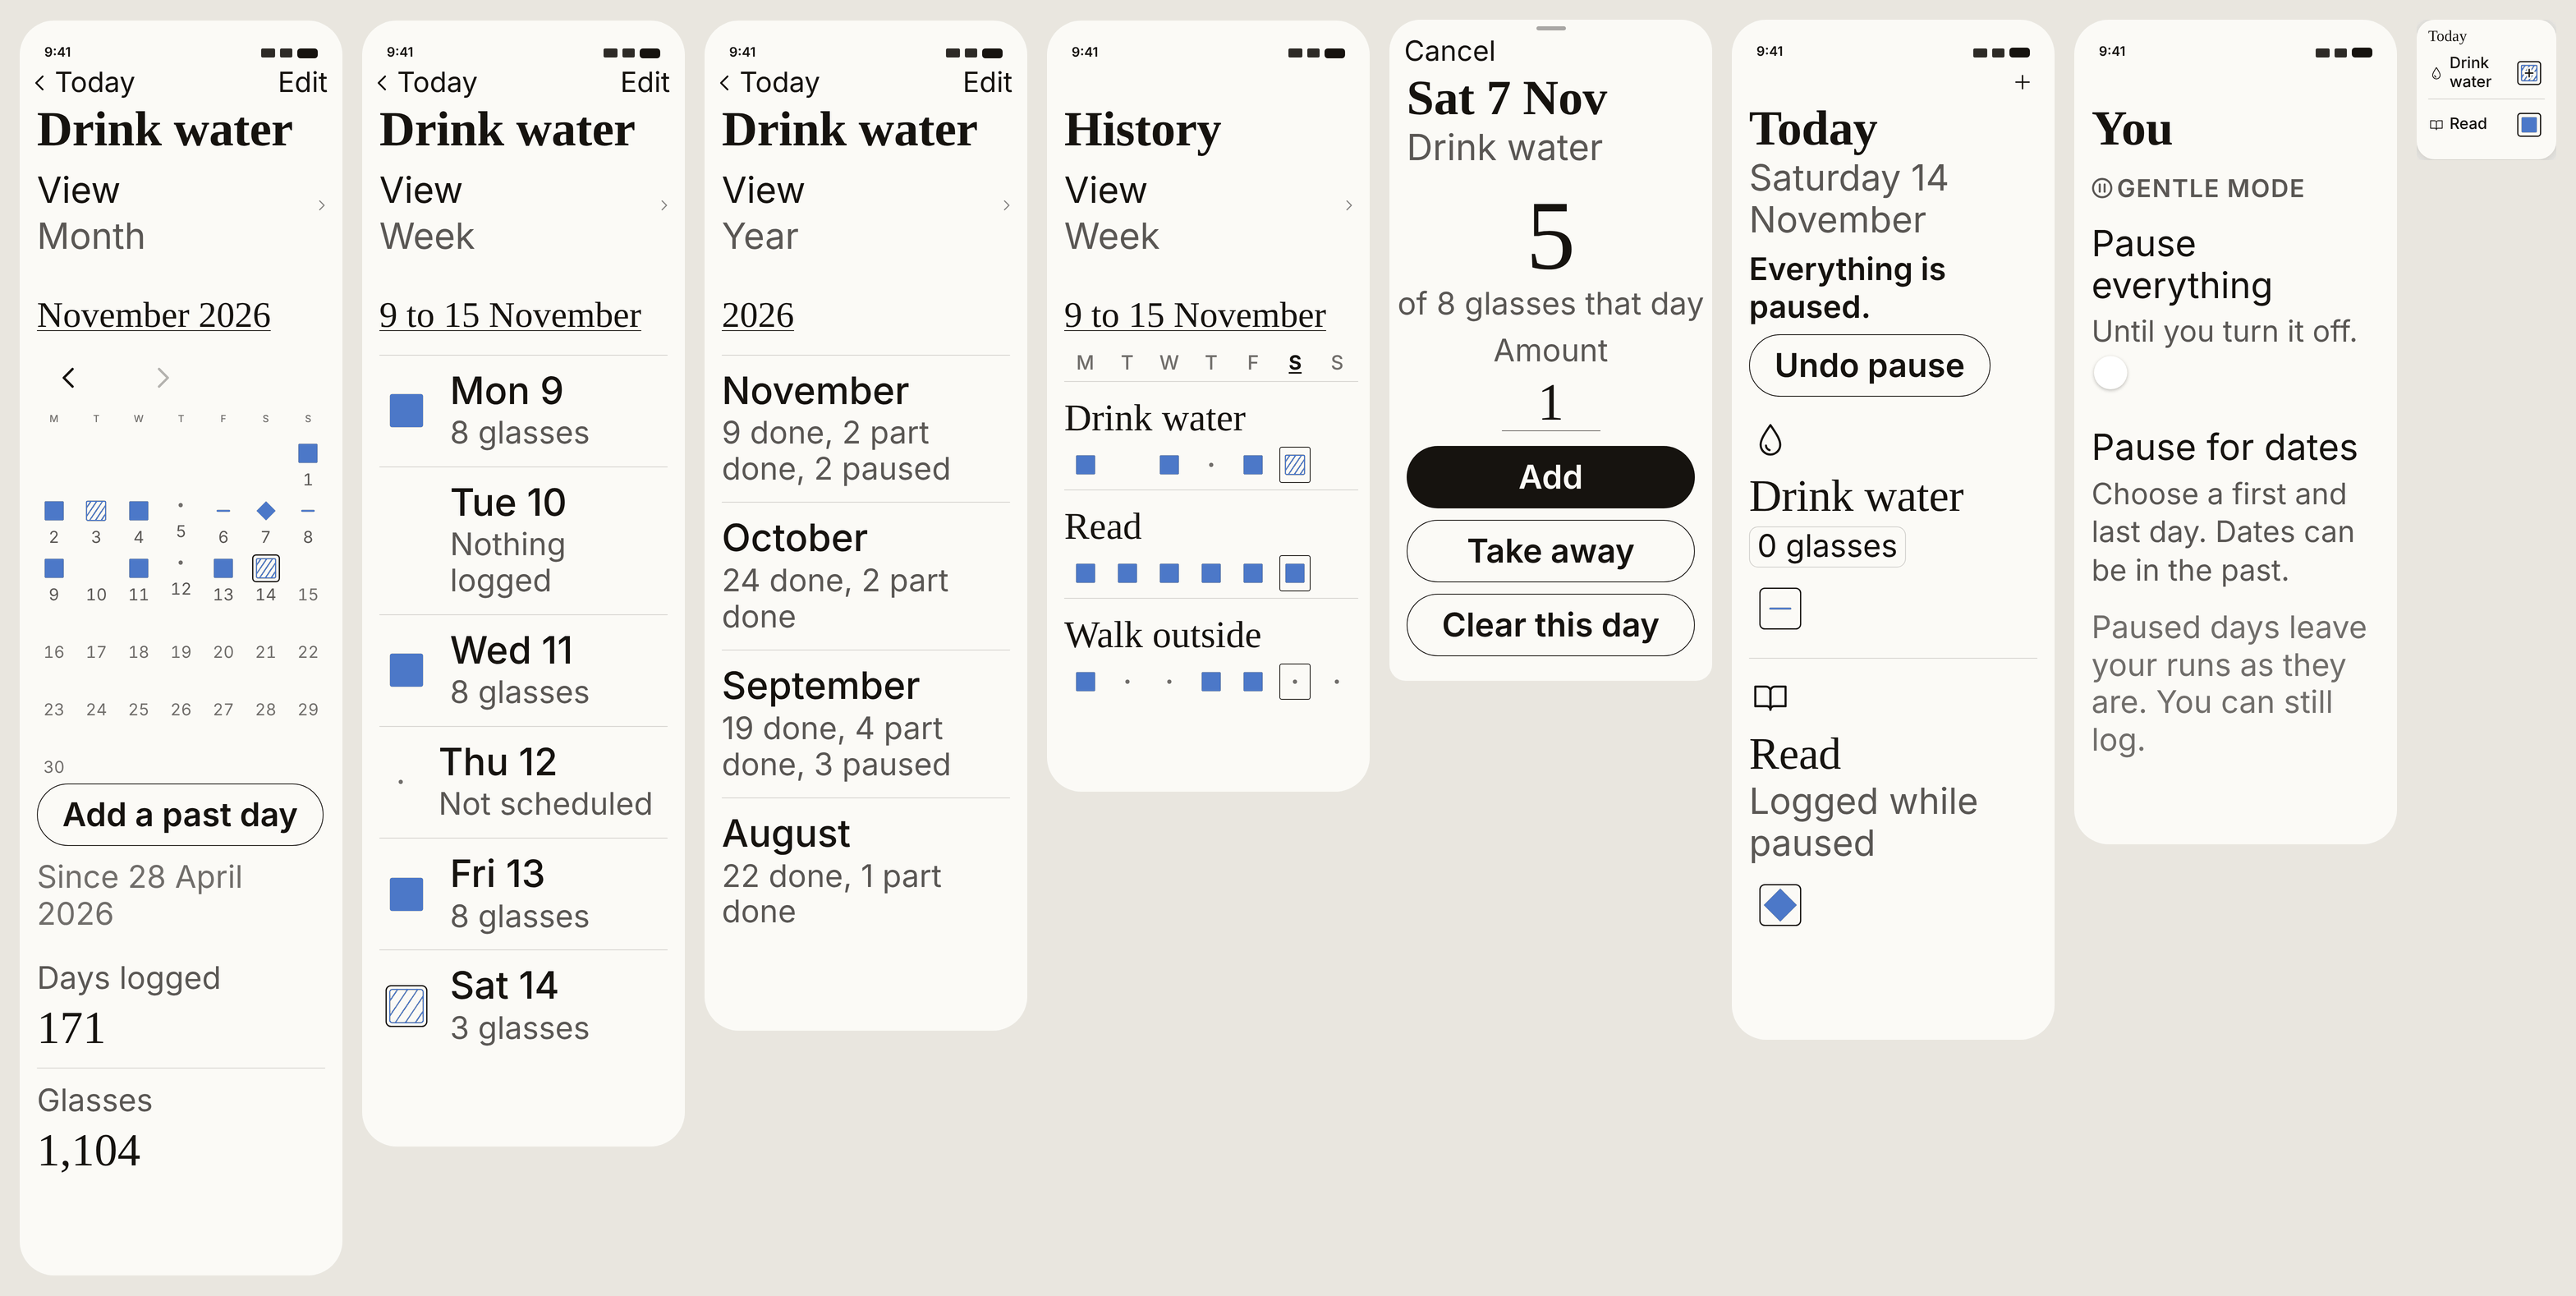 9:41
Today Edit
Drink water
View
Month
November 2026
M T W T F S S
1
2 3 4 5 6 7 8
9 10 11 12 13 14 15
16 17 18 19 20 21 22
23 24 25 26 27 28 29
30
Add a past day
Since 28 April
2026
Days logged
171
Glasses
1,104
9:41
Today Edit
Drink water
View
Week
9 to 15 November
Mon 9
8 glasses
Tue 10
Nothing
logged
Wed 11
8 glasses
Thu 12
Not scheduled
Fri 13
8 glasses
Sat 14
3 glasses
9:41
Today Edit
Drink water
View
Year
2026
November
9 done, 2 part
done, 2 paused
October
24 done, 2 part
done
September
19 done, 4 part
done, 3 paused
August
22 done, 1 part
done
9:41
History
View
Week
9 to 15 November
M T W T F S S
Drink water
Read
Walk outside
Cancel
Sat 7 Nov
Drink water
5
of 8 glasses that day
Amount
1
Add
Take away
Clear this day
9:41
Today
Saturday 14
November
Everything is
paused.
Undo pause
Drink water
0 glasses
Read
Logged while
paused
9:41
You
GENTLE MODE
Pause
everything
Until you turn it off.
Pause for dates
Choose a first and
last day. Dates can
be in the past.
Paused days leave
your runs as they
are. You can still
log.
Today
Drink
water
Read